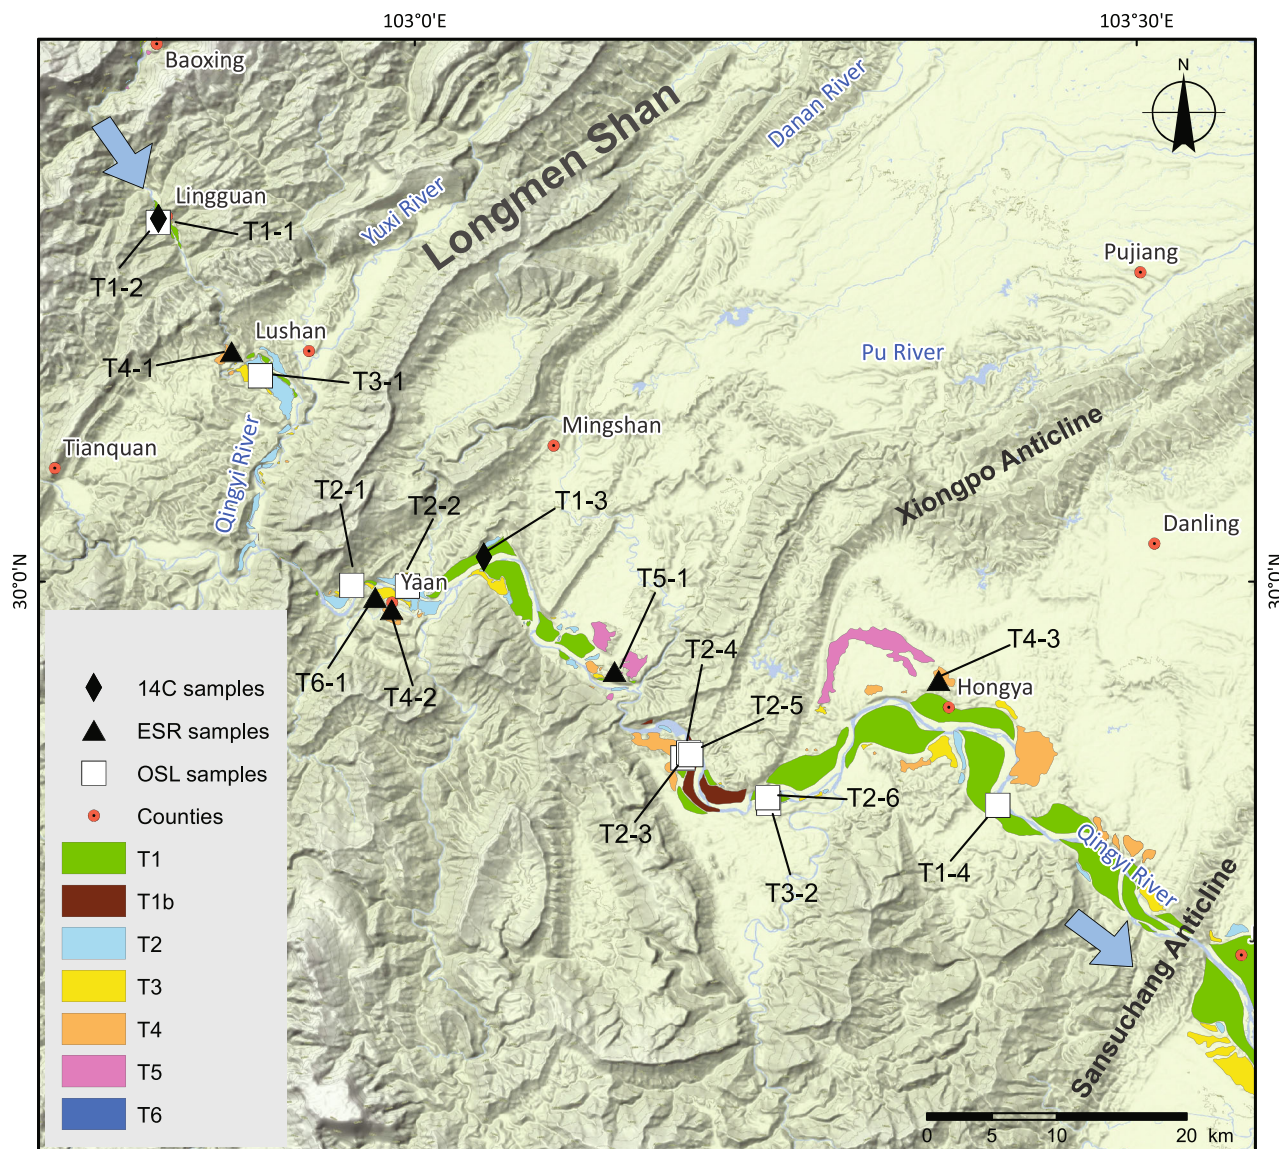 103°0'E
103°30'E
Baoxing
N
Danan River
Longmen Shan
Lingguan
Yuxi River
T1-1
T1-2
Pujiang
Lushan
T4-1
T3-1
Pu River
Mingshan
Tianquan
Qingyi River
Xiongpo Anticline
T2-1
T2-2
T1-3
Danling
30°0'N
30°0'N
Yaan
T5-1
T6-1
T4-2
T2-4
T4-3
Hongya
T2-5
T2-6
T2-3
T3-2
T1-4
Qingyi River
Sansuchang Anticline
14C samples
ESR samples
OSL samples
Counties
T1
T1b
T2
T3
T4
T5
T6
0 5 10 20 km